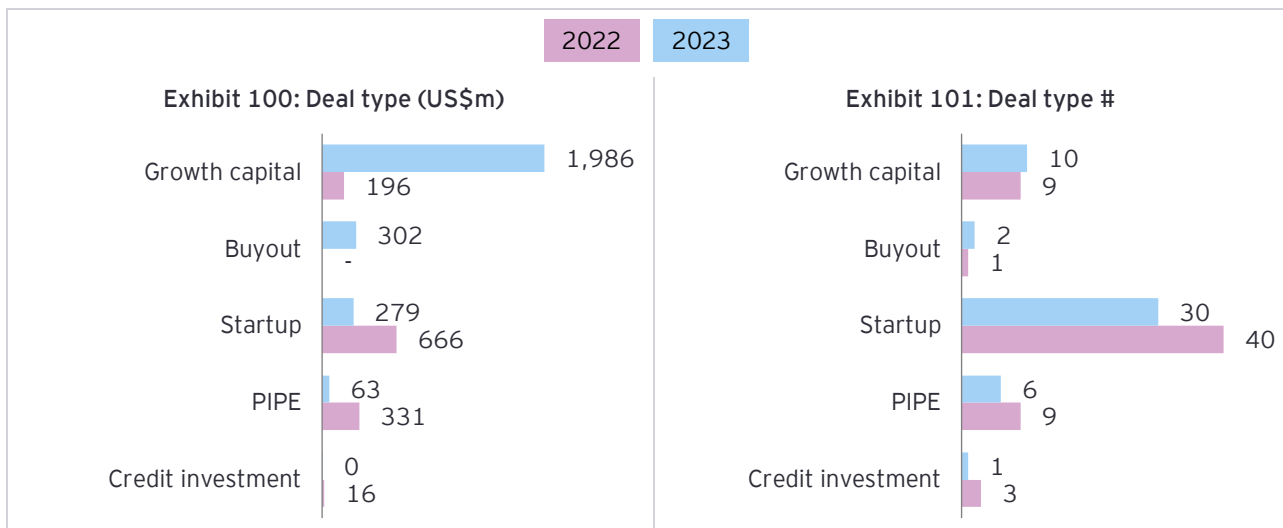 2022 2023
Exhibit 100: Deal type (US$m)
Growth capital
1,986
196
Buyout
302
-
Startup
279
666
PIPE
63
331
Credit investment
0
16
Exhibit 101: Deal type #
Growth capital
10
9
Buyout
2
1
Startup
30
40
PIPE
6
9
Credit investment
1
3